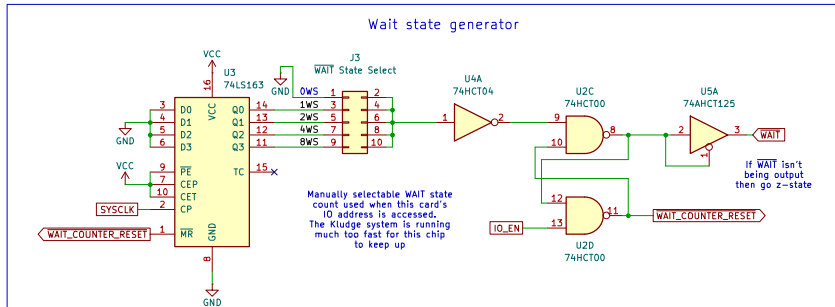 Wait state generator
VCC
U3
74LS163
16
VCC
3 D0 Q0 14
4 D1 Q1 13
5 D2 Q2 12
6 D3 Q3 11
GND
VCC
9 PE TC 15
7 CEP
10 CET
SYSCLK 2 CP
WAIT_COUNTER_RESET 1 MR
GND
8
GND
J3
WAIT State Select
GND
0WS 1 2
1WS 3 4
2WS 5 6
4WS 7 8
8WS 9 10
Manually selectable WAIT state
count used when this card's
IO address is accessed.
The Kludge system is running
much too fast for this chip
to keep up
U4A
74HCT04
1 2
U2C
74HCT00
9
10
8
12
13
11
IO_EN
U2D
74HCT00
WAIT_COUNTER_RESET
U5A
74AHCT125
2 3
1
WAIT
If WAIT isn't
being output
then go z-state